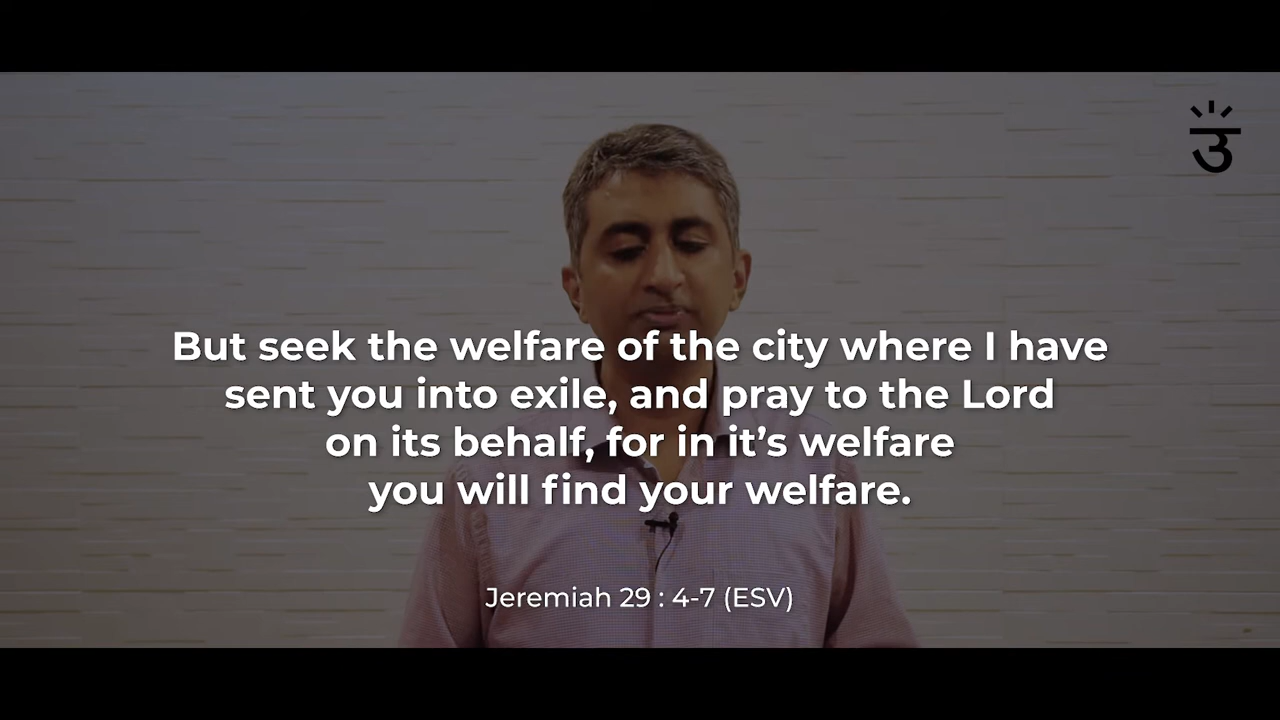 उ
But seek the welfare of the city where I have
sent you into exile, and pray to the Lord
on its behalf, for in it’s welfare
you will find your welfare.
Jeremiah 29 : 4-7 (ESV)